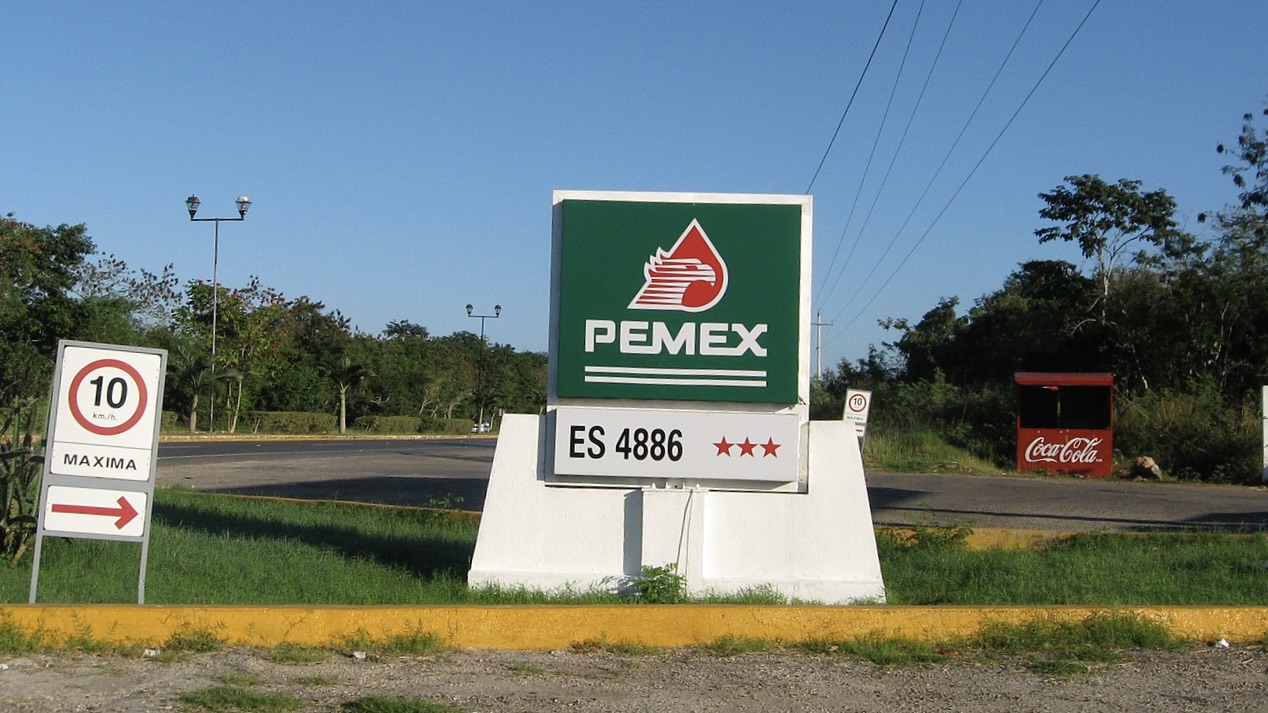 10
km./h.
MAXIMA
PEMEX
ES 4886
10
Coca-Cola